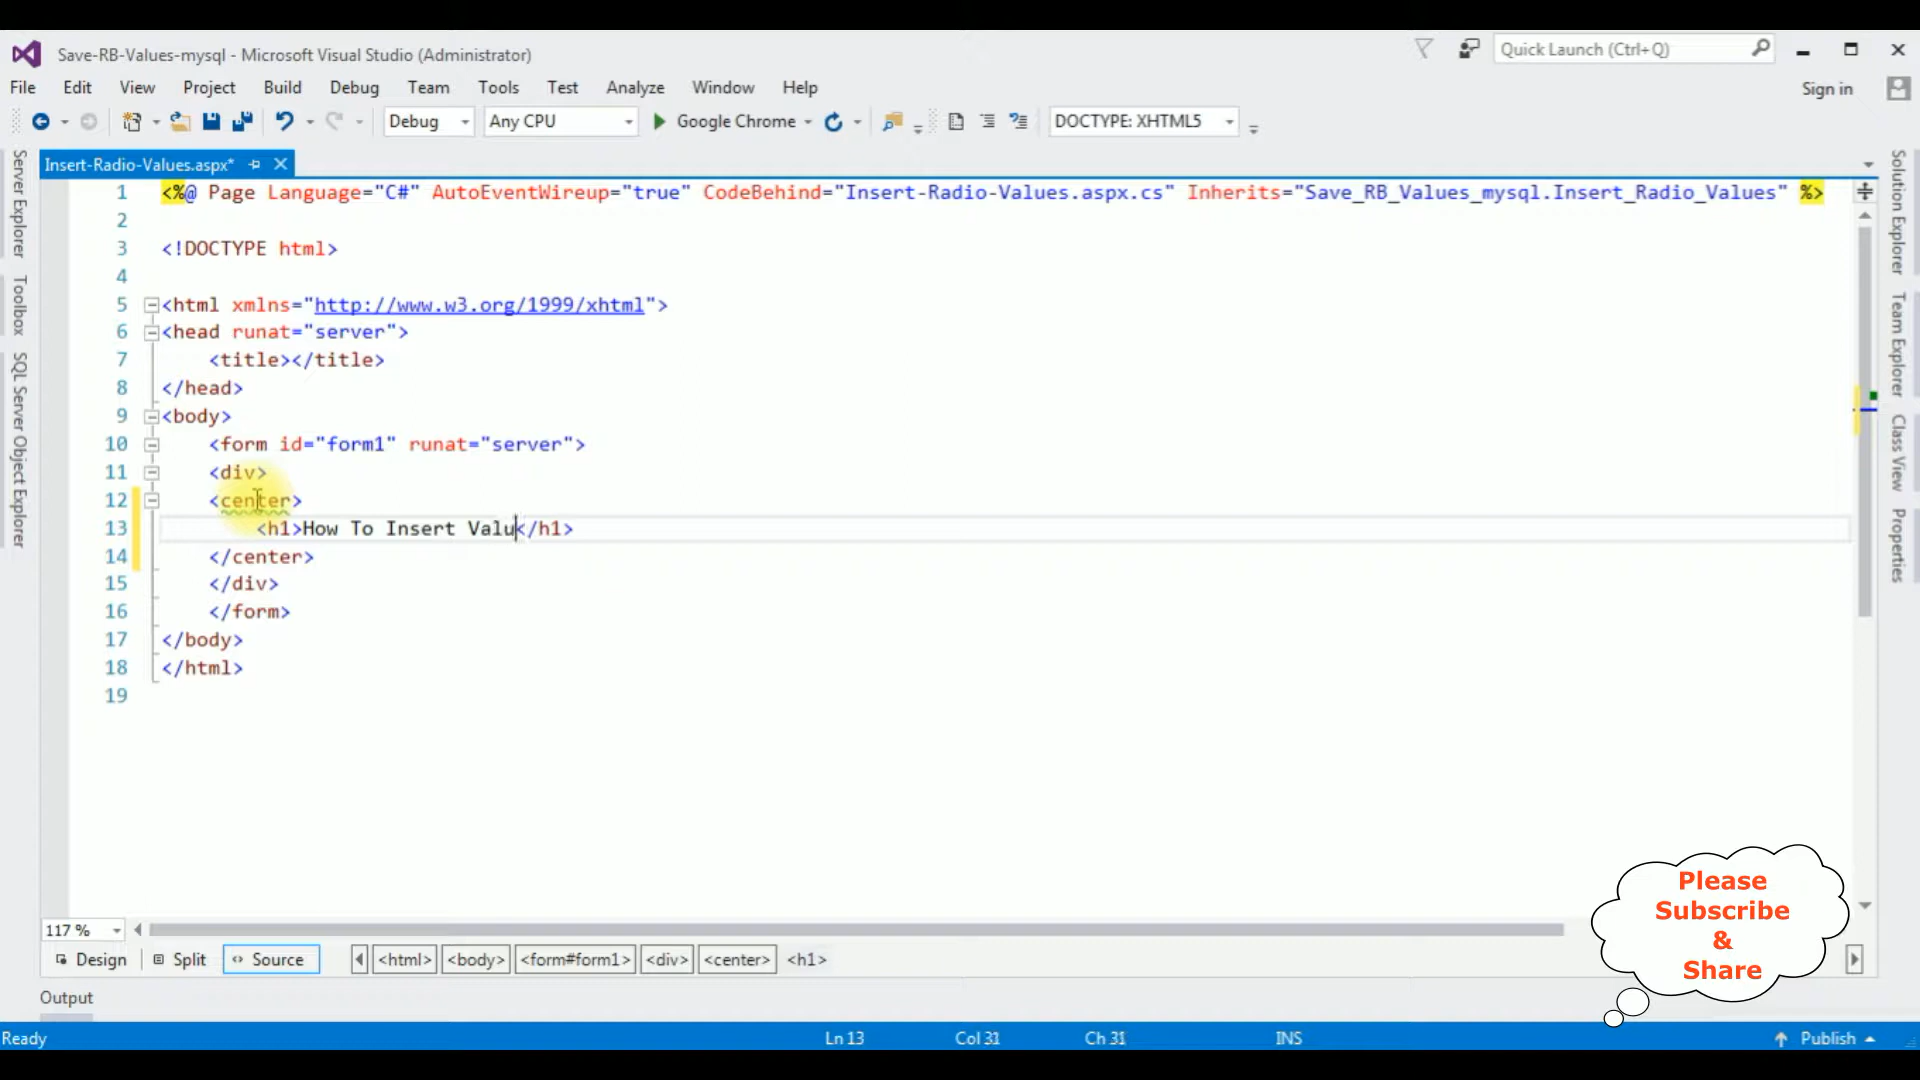 Save-RB-Values-mysql - Microsoft Visual Studio (Administrator)
Quick Launch (Ctrl+Q)
File Edit View Project Build Debug Team Tools Test Analyze Window Help
Sign in
Debug Any CPU Google Chrome DOCTYPE: XHTML5
Server Explorer
Toolbox
SQL Server Object Explorer
Insert-Radio-Values.aspx*
1 <%@ Page Language="C#" AutoEventWireup="true" CodeBehind="Insert-Radio-Values.aspx.cs" Inherits="Save_RB_Values_mysql.Insert_Radio_Values" %>
2
3 <!DOCTYPE html>
4
5 <html xmlns="http://www.w3.org/1999/xhtml">
6 <head runat="server">
7 <title></title>
8 </head>
9 <body>
10 <form id="form1" runat="server">
11 <div>
12 <center>
13 <h1>How To Insert Valu</h1>
14 </center>
15 </div>
16 </form>
17 </body>
18 </html>
19
Solution Explorer
Team Explorer
Class View
Properties
Please
Subscribe
&
Share
117 %
Design Split Source <html> <body> <form#form1> <div> <center> <h1>
Output
Ready Ln 13 Col 31 Ch 31 INS Publish